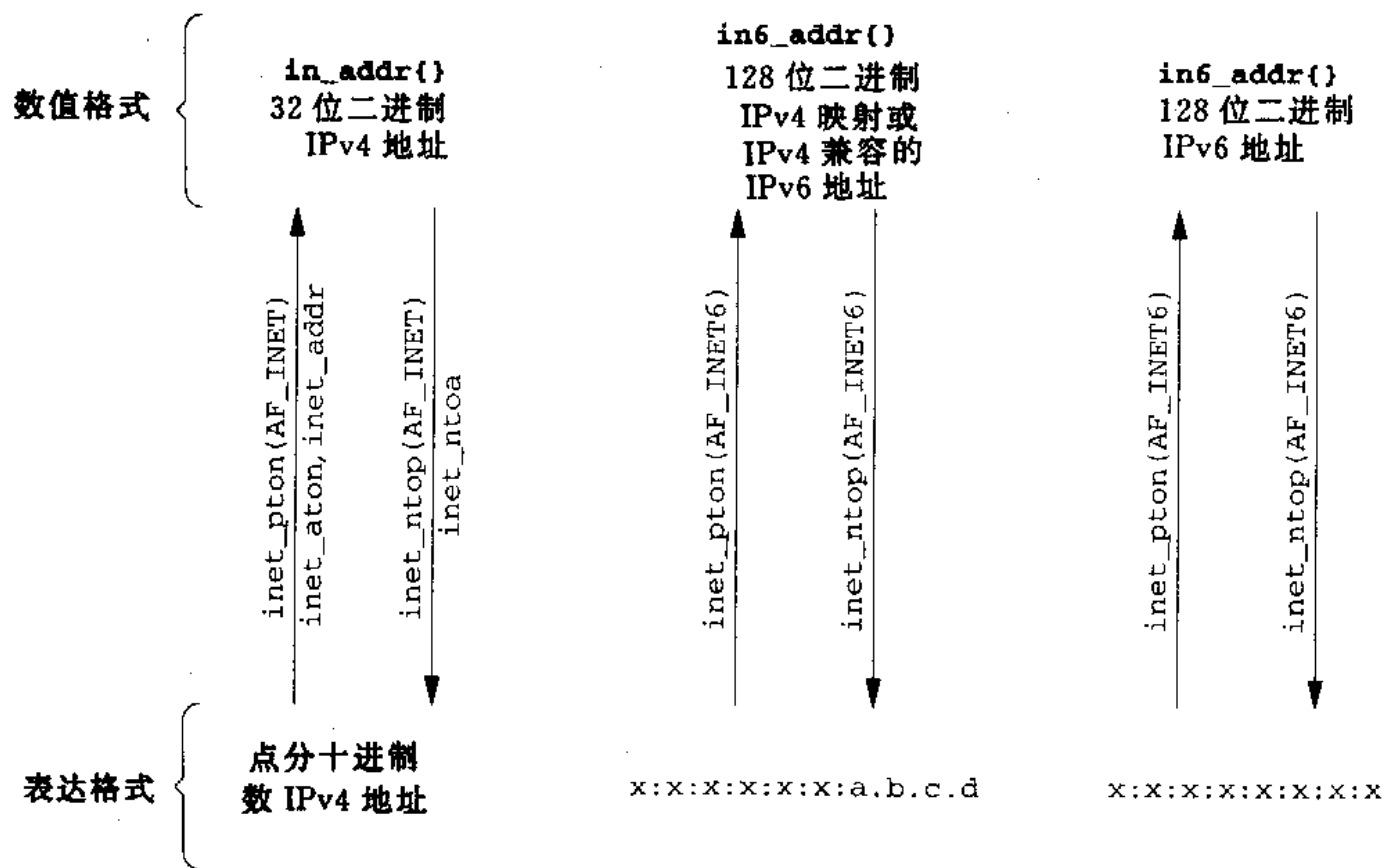 数值格式
in_addr{}
32 位二进制
IPv4 地址
in6_addr{}
128 位二进制
IPv4 映射或
IPv4 兼容的
IPv6 地址
in6_addr{}
128 位二进制
IPv6 地址
inet_pton(AF_INET)
inet_aton,inet_addr
inet_ntop(AF_INET)
inet_ntoa
inet_pton(AF_INET6)
inet_ntop(AF_INET6)
inet_pton(AF_INET6)
inet_ntop(AF_INET6)
表达格式
点分十进制
数 IPv4 地址
x:x:x:x:x:x:a.b.c.d
x:x:x:x:x:x:x:x